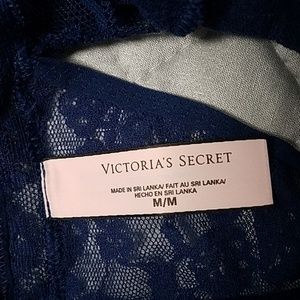 VICTORIA'S SECRET
MADE IN SRI LANKA/ FAIT AU SRI LANKA/
HECHO EN SRI LANKA
M/M